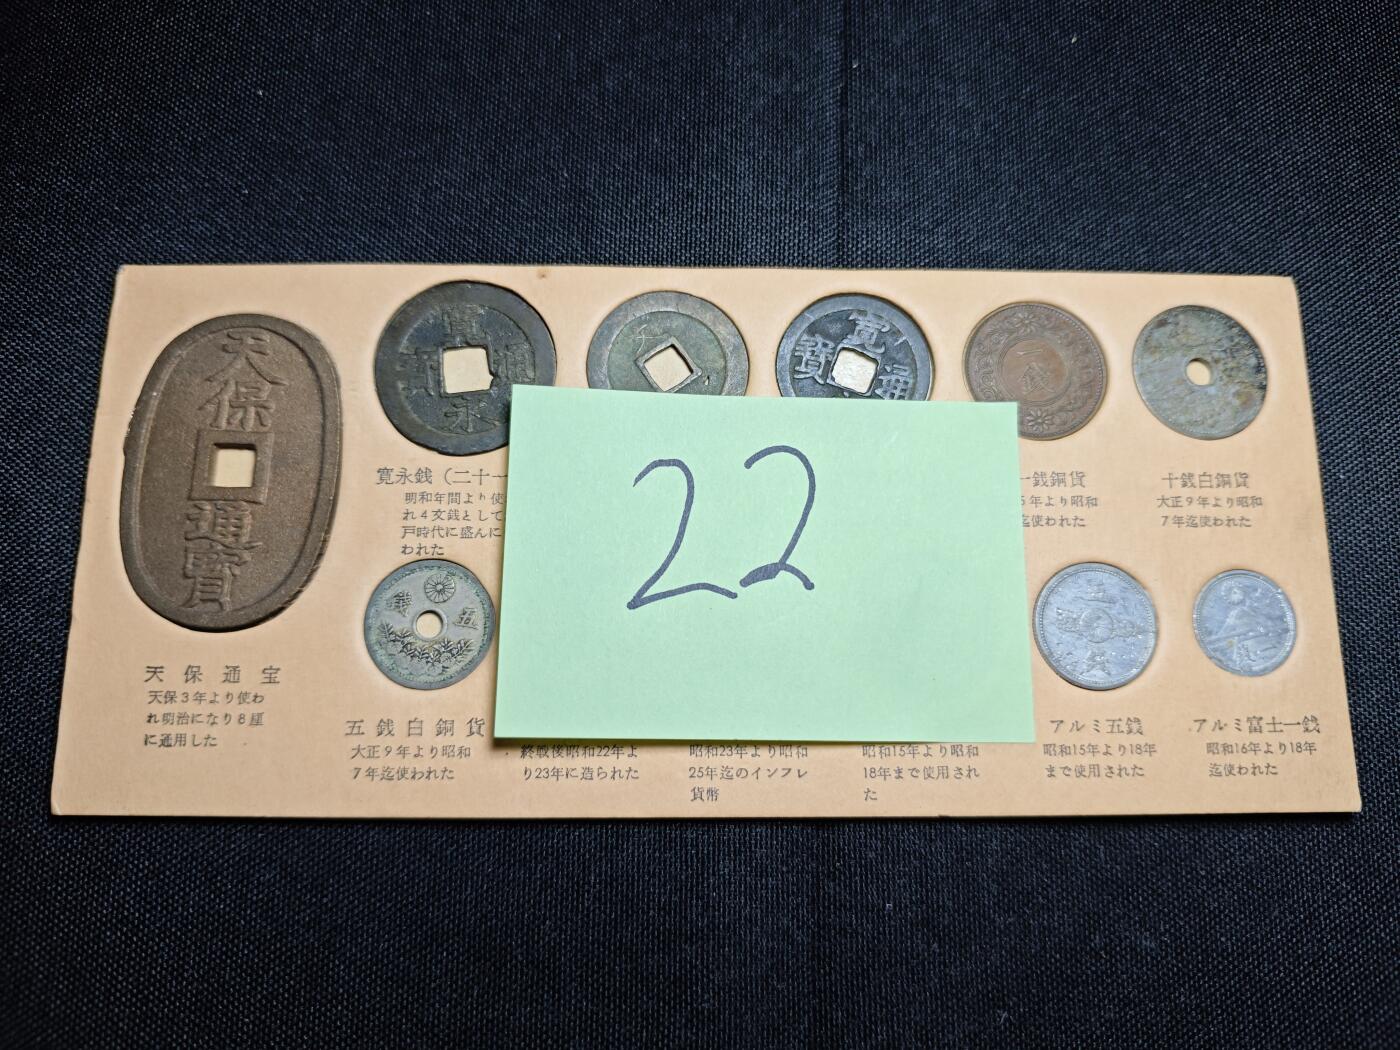 天保通寳
寛永通寳
寛通寳
一銭
五銭
五銭
22
寛永銭（二十一
明和年間より使
れ4文銭として
戸時代に盛んに
われた
一銭銅貨
年より昭和
迄使われた
十銭白銅貨
大正9年より昭和
7年迄使われた
天保通宝
天保3年より使わ
れ明治になり8厘
に通用した
五銭白銅貨
大正9年より昭和
7年迄使われた
終戦後昭和22年よ
り23年に造られた
昭和23年より昭和
25年迄のインフレ
貨幣
昭和15年より昭和
18年まで使用され
た
アルミ五銭
昭和15年より18年
まで使用された
アルミ富士一銭
昭和16年より18年
迄使われた